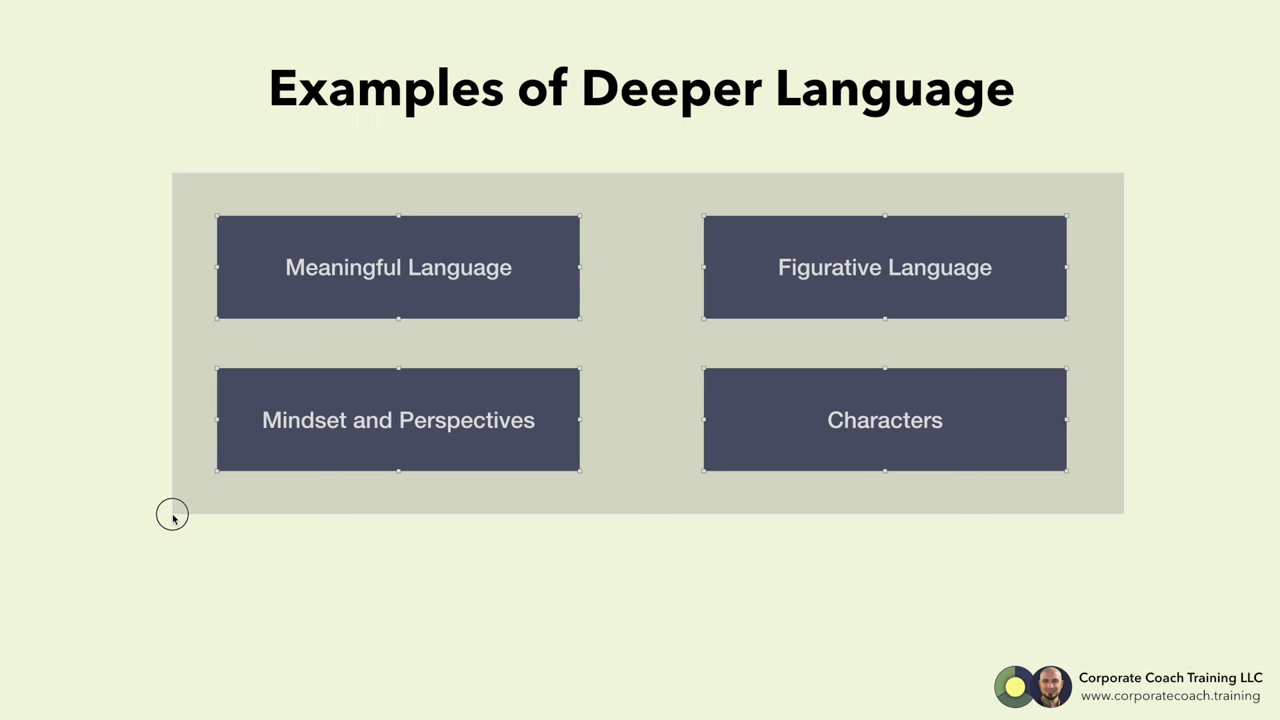 Examples of Deeper Language
Meaningful Language
Figurative Language
Mindset and Perspectives
Characters
Corporate Coach Training LLC
www.corporatecoach.training